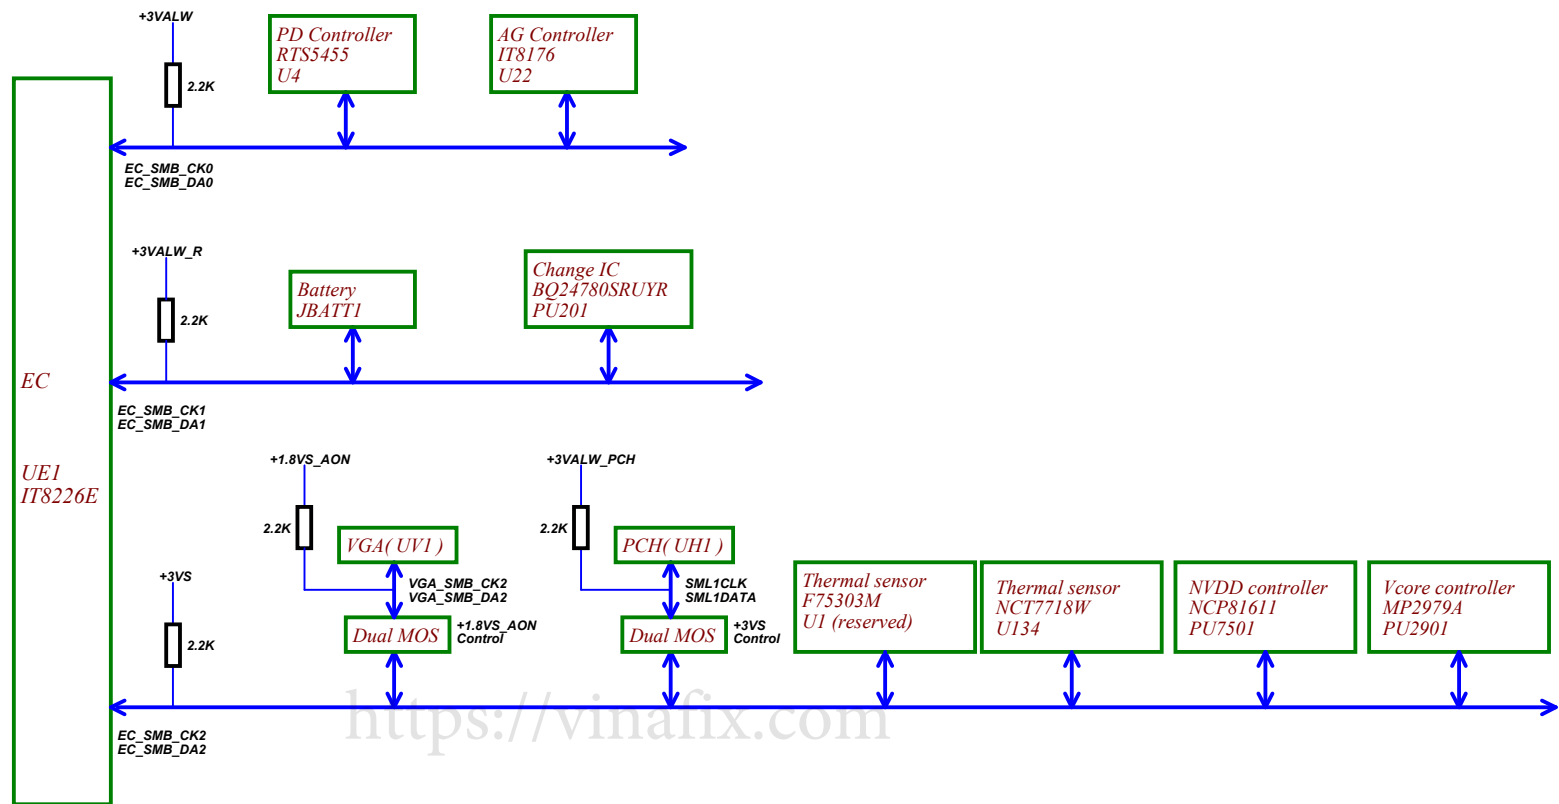 +3VALW
2.2K
PD Controller
RTS5455
U4
AG Controller
IT8176
U22
EC_SMB_CK0
EC_SMB_DA0
+3VALW_R
2.2K
Battery
JBATT1
Change IC
BQ24780SRUYR
PU201
EC_SMB_CK1
EC_SMB_DA1
EC
UE1
IT8226E
+1.8VS_AON
2.2K
VGA( UV1 )
VGA_SMB_CK2
VGA_SMB_DA2
Dual MOS
+1.8VS_AON
Control
+3VALW_PCH
2.2K
PCH( UH1 )
SML1CLK
SML1DATA
Dual MOS
+3VS
Control
Thermal sensor
F75303M
U1 (reserved)
Thermal sensor
NCT7718W
U134
NVDD controller
NCP81611
PU7501
Vcore controller
MP2979A
PU2901
+3VS
2.2K
EC_SMB_CK2
EC_SMB_DA2
https://vinafix.com